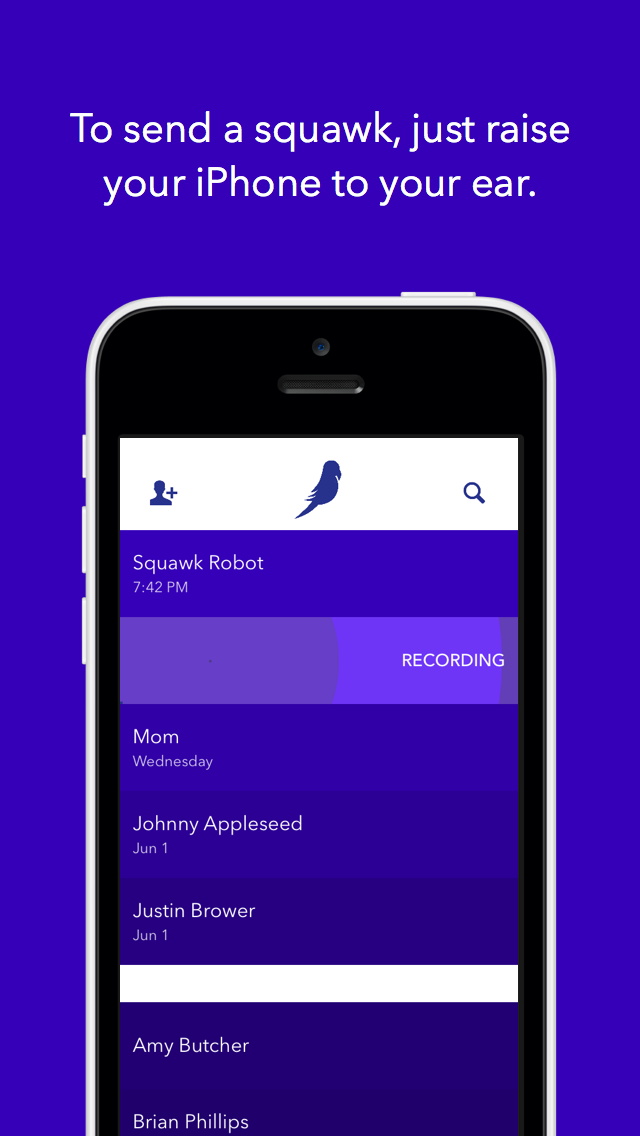 To send a squawk, just raise
your iPhone to your ear.
Squawk Robot
7:42 PM
RECORDING
Mom
Wednesday
Johnny Appleseed
Jun 1
Justin Brower
Jun 1
Amy Butcher
Brian Phillips